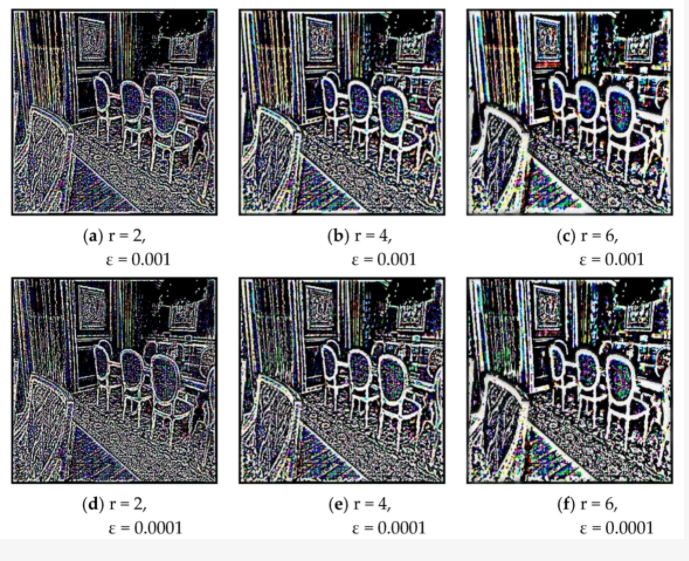 (a) r = 2,
ε = 0.001
(b) r = 4,
ε = 0.001
(c) r = 6,
ε = 0.001
(d) r = 2,
ε = 0.0001
(e) r = 4,
ε = 0.0001
(f) r = 6,
ε = 0.0001